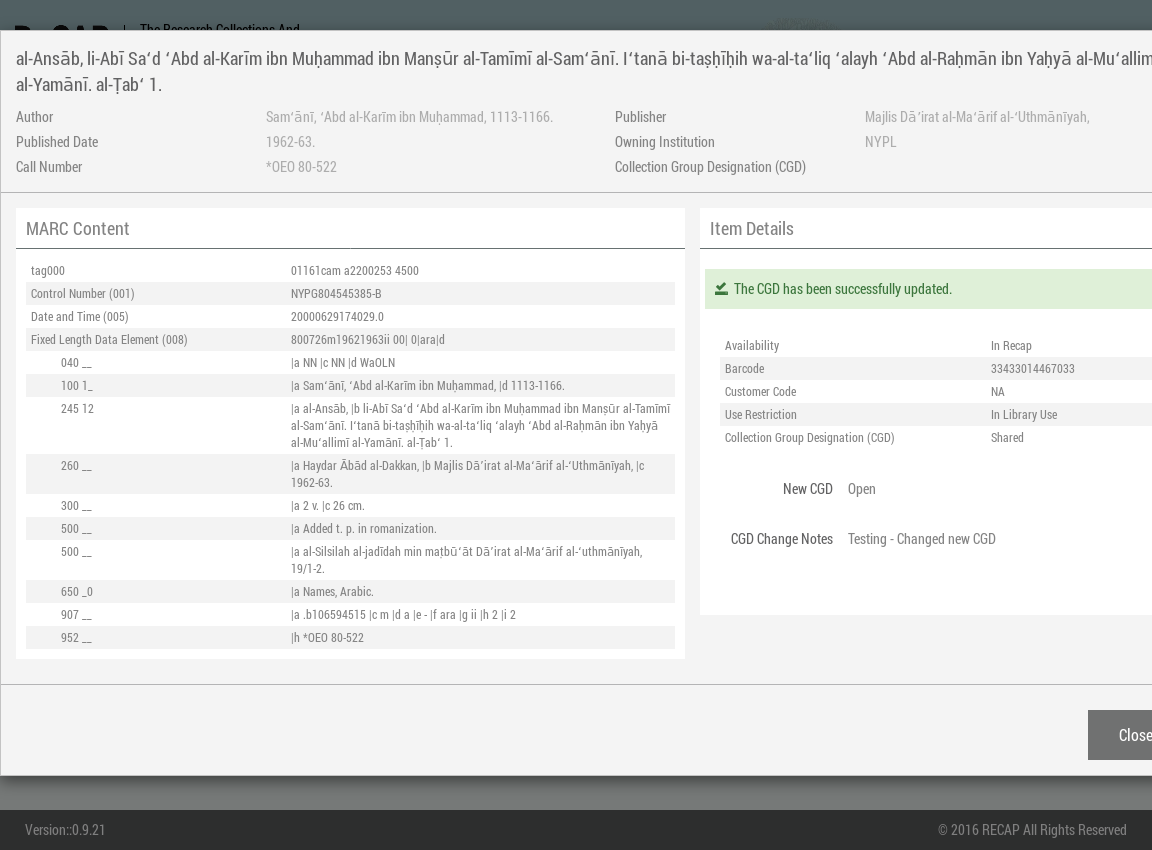 The Research Collections And
al-Ansāb, li-Abī Saʻd ʻAbd al-Karīm ibn Muḥammad ibn Manṣūr al-Tamīmī al-Samʻānī. Iʻtanā bi-taṣḥīḥih wa-al-taʻliq ʻalayh ʻAbd al-Raḥmān ibn Yaḥyā al-Muʻallim
al-Yamānī. al-Ṭabʻ 1.
Author Samʻānī, ʻAbd al-Karīm ibn Muḥammad, 1113-1166. Publisher Majlis Dāʼirat al-Maʻārif al-ʻUthmānīyah,
Published Date 1962-63. Owning Institution NYPL
Call Number *OEO 80-522 Collection Group Designation (CGD)
MARC Content
tag000 01161cam a2200253 4500
Control Number (001) NYPG804545385-B
Date and Time (005) 20000629174029.0
Fixed Length Data Element (008) 800726m19621963ii 00| 0|ara|d
040 __ |a NN |c NN |d WaOLN
100 1_ |a Samʻānī, ʻAbd al-Karīm ibn Muḥammad, |d 1113-1166.
245 12 |a al-Ansāb, |b li-Abī Saʻd ʻAbd al-Karīm ibn Muḥammad ibn Manṣūr al-Tamīmī
al-Samʻānī. Iʻtanā bi-taṣḥīḥih wa-al-taʻliq ʻalayh ʻAbd al-Raḥmān ibn Yaḥyā
al-Muʻallimī al-Yamānī. al-Ṭabʻ 1.
260 __ |a Haydar Ābād al-Dakkan, |b Majlis Dāʼirat al-Maʻārif al-ʻUthmānīyah, |c
1962-63.
300 __ |a 2 v. |c 26 cm.
500 __ |a Added t. p. in romanization.
500 __ |a al-Silsilah al-jadīdah min maṭbūʻāt Dāʼirat al-Maʻārif al-ʻuthmānīyah,
19/1-2.
650 _0 |a Names, Arabic.
907 __ |a .b106594515 |c m |d a |e - |f ara |g ii |h 2 |i 2
952 __ |h *OEO 80-522
Item Details
The CGD has been successfully updated.
Availability In Recap
Barcode 33433014467033
Customer Code NA
Use Restriction In Library Use
Collection Group Designation (CGD) Shared
New CGD Open
CGD Change Notes Testing - Changed new CGD
Close
Version::0.9.21 © 2016 RECAP All Rights Reserved